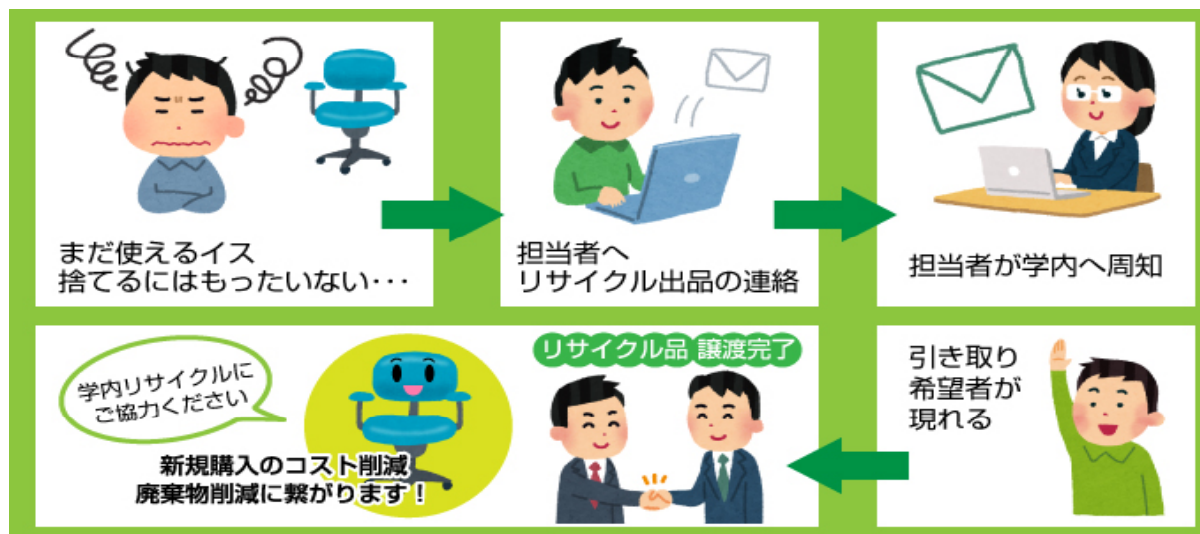 まだ使えるイス
捨てるにはもったいない･･･
担当者へ
リサイクル出品の連絡
担当者が学内へ周知
引き取り
希望者が
現れる
リサイクル品 譲渡完了
学内リサイクルに
ご協力ください
新規購入のコスト削減
廃棄物削減に繋がります！